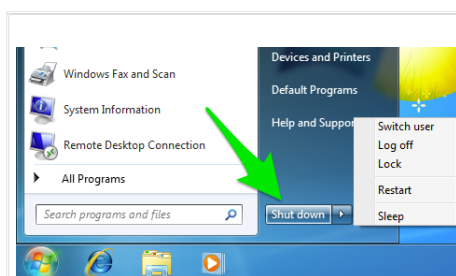 Devices and Printers
Windows Fax and Scan
Default Programs
System Information
Help and Suppor
Remote Desktop Connection
All Programs
Search programs and files
Shut down
Switch user
Log off
Lock
Restart
Sleep